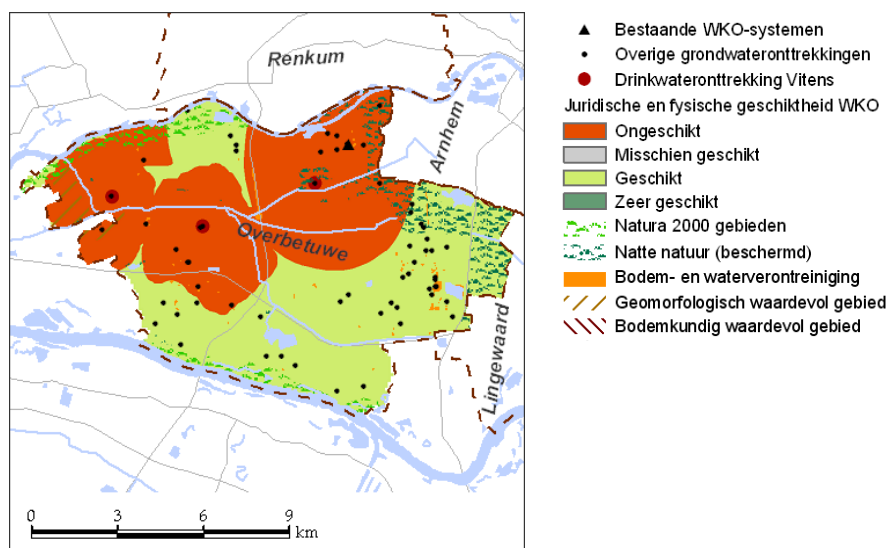 Renkum
Arnhem
Overbetuwe
Lingewaard
0 3 6 9
km
Bestaande WKO-systemen
Overige grondwateronttrekkingen
Drinkwateronttrekking Vitens
Juridische en fysische geschiktheid WKO
Ongeschikt
Misschien geschikt
Geschikt
Zeer geschikt
Natura 2000 gebieden
Natte natuur (beschermd)
Bodem- en waterverontreiniging
Geomorfologisch waardevol gebied
Bodemkundig waardevol gebied